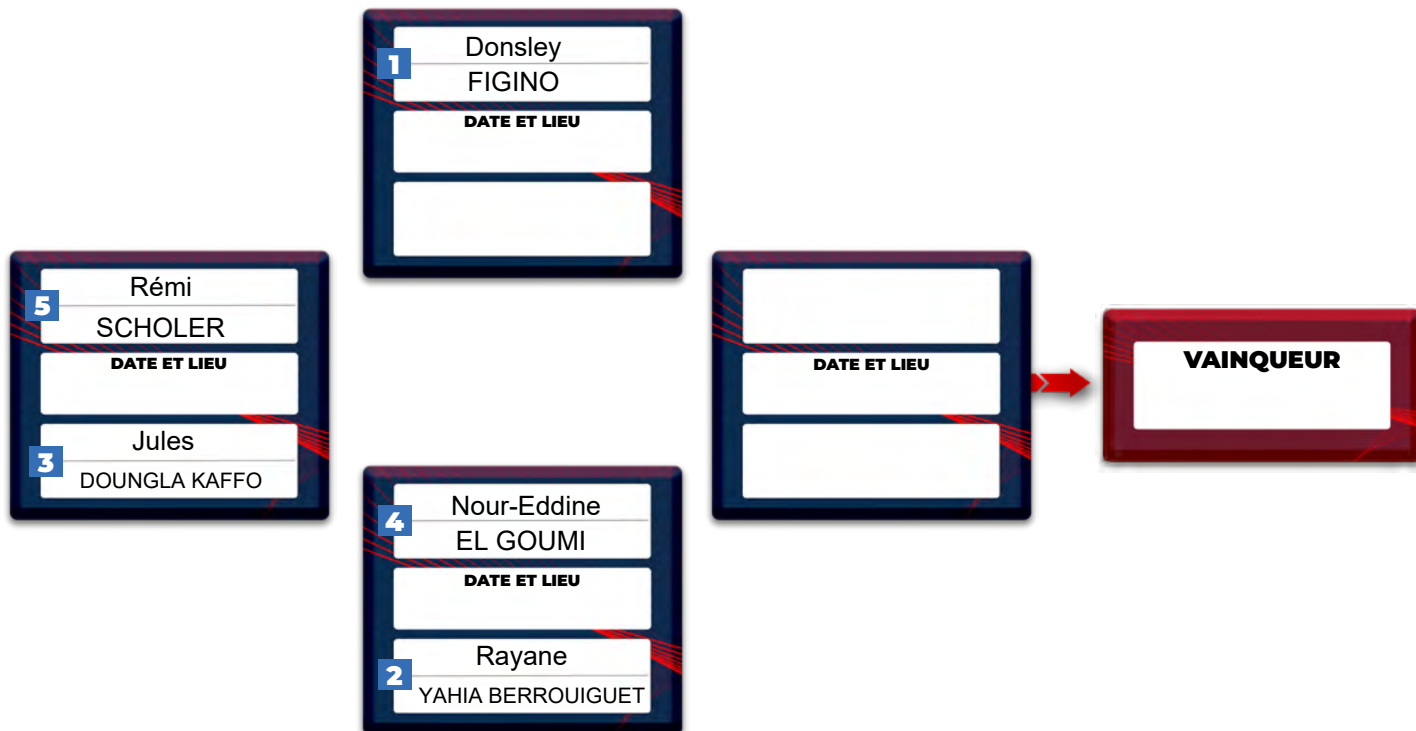 5
Rémi
SCHOLER
DATE ET LIEU
3
Jules
DOUNGLA KAFFO
1
Donsley
FIGINO
DATE ET LIEU
4
Nour-Eddine
EL GOUMI
DATE ET LIEU
2
Rayane
YAHIA BERROUIGUET
DATE ET LIEU
VAINQUEUR